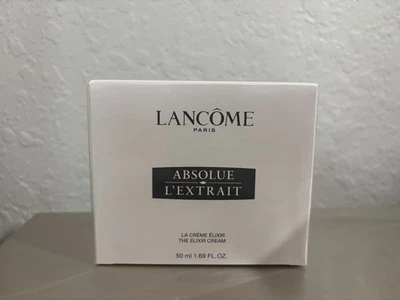 LANCÔME
PARIS
ABSOLUE
L'EXTRAIT
LA CRÈME ÉLIXIR
THE ELIXIR CREAM
50 ml 1.69 FL. OZ.